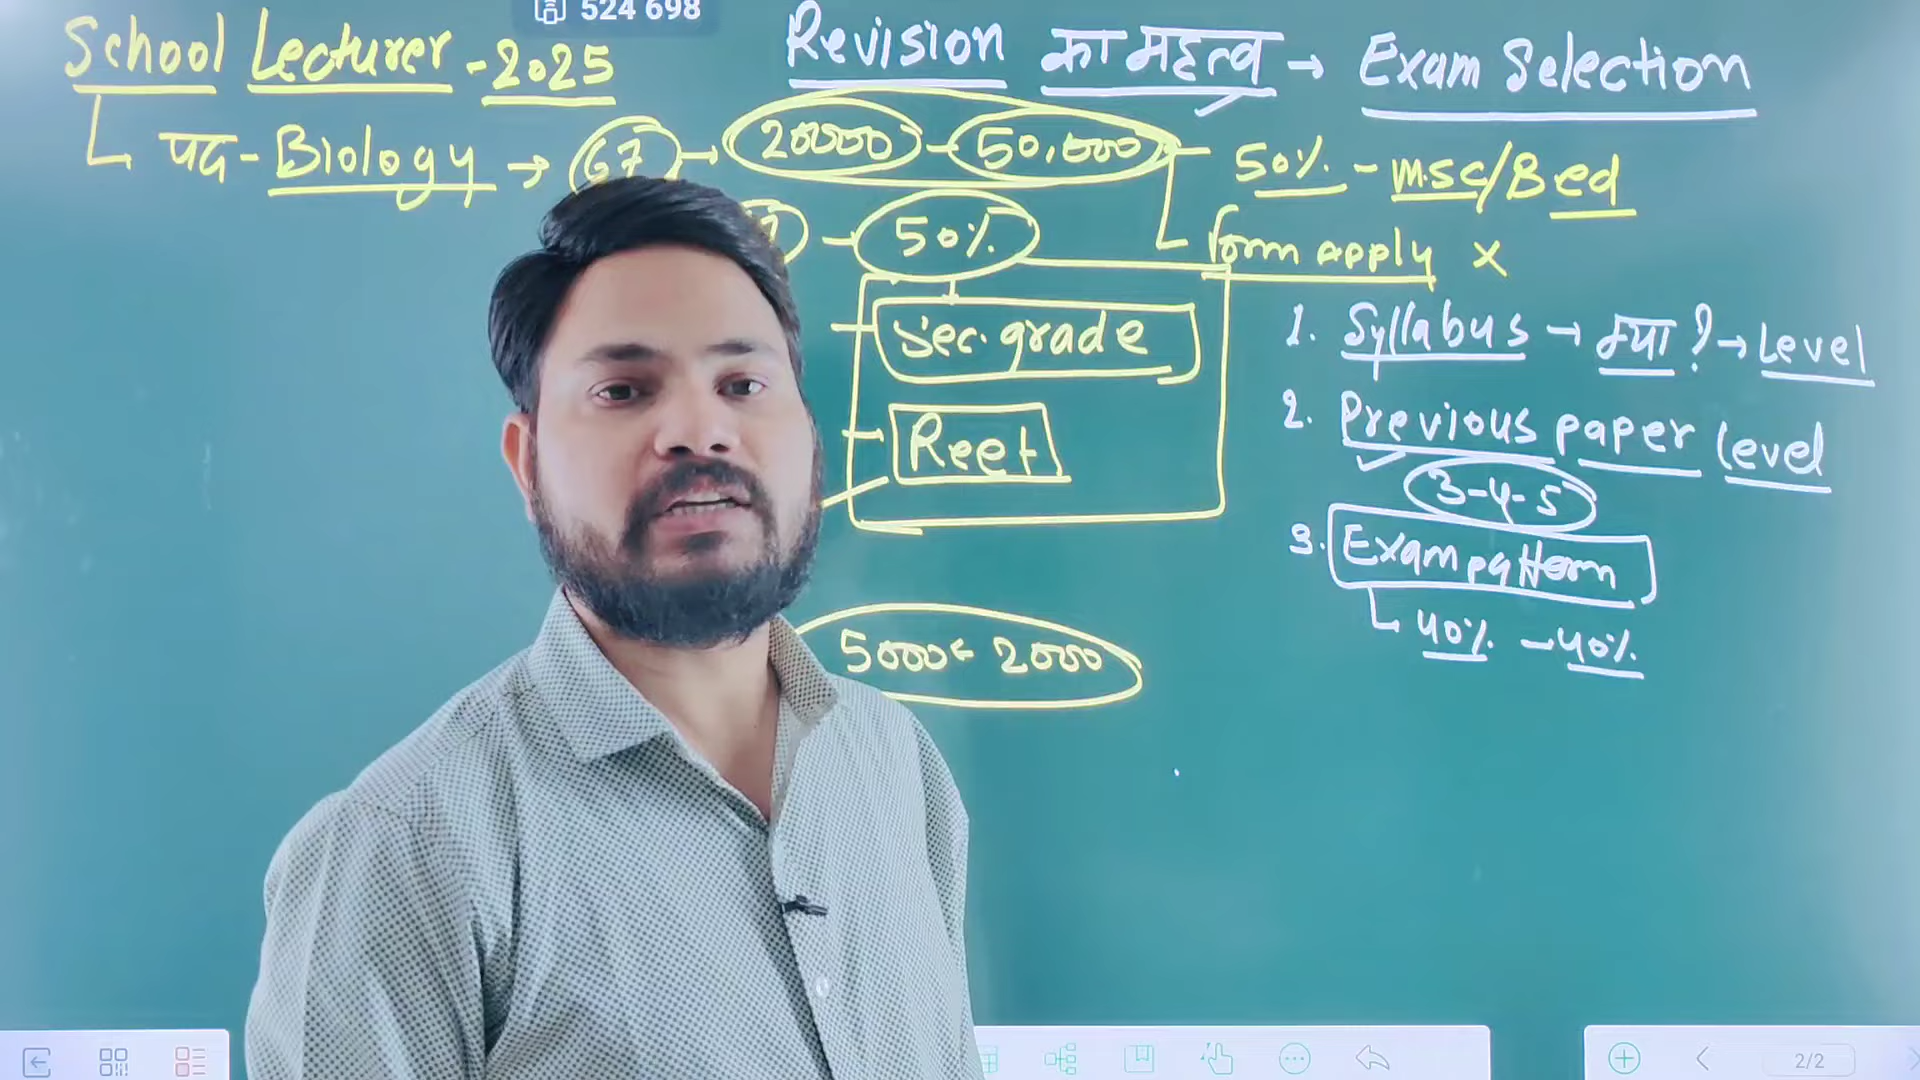 524 698
School Lecturer - 2025
Revision का महत्व → Exam Selection
पद - Biology → 67 → 20000 - 50,000 - 50% - M.sc/Bed
50%
form apply x
Sec. grade
Reet
1. Syllabus → क्या ? → Level
2. Previous paper level
3-4-5
3. Exam pattern
40% - 40%.
5000 < 2000
2/2